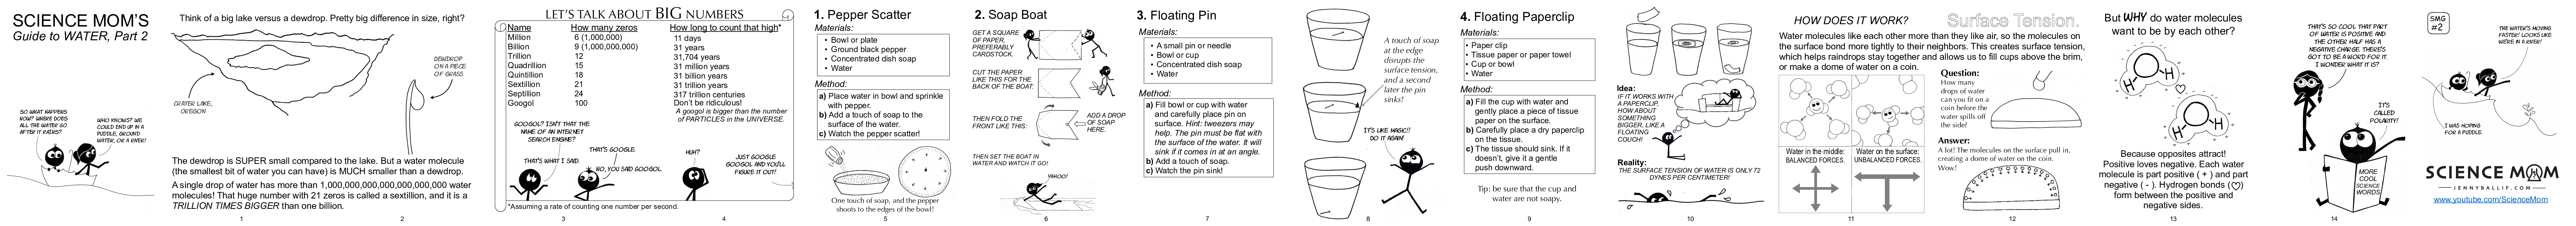 SCIENCE MOM'S
Guide to WATER, Part 2
SO WHAT HAPPENS
NOW? WHERE DOES
ALL THE WATER GO
AFTER IT RAINS?
WHO KNOWS? WE
COULD END UP IN A
PUDDLE, GROUND
WATER, OR A RIVER!
Think of a big lake versus a dewdrop. Pretty big difference in size, right?
CRATER LAKE,
OREGON
DEWDROP
ON A PIECE
OF GRASS
The dewdrop is SUPER small compared to the lake. But a water molecule
(the smallest bit of water you can have) is MUCH smaller than a dewdrop.
A single drop of water has more than 1,000,000,000,000,000,000,000 water
molecules! That huge number with 21 zeros is called a sextillion, and it is a
TRILLION TIMES BIGGER than one billion.
1
2
LET'S TALK ABOUT BIG NUMBERS
Name How many zeros How long to count that high*
Million 6 (1,000,000) 11 days
Billion 9 (1,000,000,000) 31 years
Trillion 12 31,704 years
Quadrillion 15 31 million years
Quintillion 18 31 billion years
Sextillion 21 31 trillion years
Septillion 24 317 trillion centuries
Googol 100 Don't be ridiculous!
A googol is bigger than the number
of PARTICLES in the UNIVERSE.
GOOGOL? ISN'T THAT THE
NAME OF AN INTERNET
SEARCH ENGINE?
THAT'S WHAT I SAID.
THAT'S GOOGLE.
NO, YOU SAID GOOGOL.
HUH?
JUST GOOGLE
GOOGOL AND YOU'LL
FIGURE IT OUT!
*Assuming a rate of counting one number per second.
3
4
1. Pepper Scatter
Materials:
• Bowl or plate
• Ground black pepper
• Concentrated dish soap
• Water
Method:
a) Place water in bowl and sprinkle
with pepper.
b) Add a touch of soap to the
surface of the water.
c) Watch the pepper scatter!
One touch of soap, and the pepper
shoots to the edges of the bowl!
5
2. Soap Boat
GET A SQUARE
OF PAPER,
PREFERABLY
CARDSTOCK.
CUT THE PAPER
LIKE THIS FOR THE
BACK OF THE BOAT:
THEN FOLD THE
FRONT LIKE THIS:
ADD A DROP
OF SOAP
HERE.
THEN SET THE BOAT IN
WATER AND WATCH IT GO!
YAHOO!
6
3. Floating Pin
Materials:
• A small pin or needle
• Bowl or cup
• Concentrated dish soap
• Water
Method:
a) Fill bowl or cup with water
and carefully place pin on
surface. Hint: tweezers may
help. The pin must be flat with
the surface of the water. It will
sink if it comes in at an angle.
b) Add a touch of soap.
c) Watch the pin sink!
7
A touch of soap
at the edge
disrupts the
surface tension,
and a second
later the pin
sinks!
IT'S LIKE MAGIC!!
DO IT AGAIN!
8
4. Floating Paperclip
Materials:
• Paper clip
• Tissue paper or paper towel
• Cup or bowl
• Water
Method:
a) Fill the cup with water and
gently place a piece of tissue
paper on the surface.
b) Carefully place a dry paperclip
on the tissue.
c) The tissue should sink. If it
doesn't, give it a gentle
push downward.
Tip: be sure that the cup and
water are not soapy.
9
Idea:
IF IT WORKS WITH
A PAPERCLIP,
HOW ABOUT
SOMETHING
BIGGER, LIKE A
FLOATING
COUCH!
Reality:
THE SURFACE TENSION OF WATER IS ONLY 72
DYNES PER CENTIMETER!
10
HOW DOES IT WORK? Surface Tension.
Water molecules like each other more than they like air, so the molecules on
the surface bond more tightly to their neighbors. This creates surface tension,
which helps raindrops stay together and allows us to fill cups above the brim,
or make a dome of water on a coin.
Water in the middle:
BALANCED FORCES.
Water on the surface:
UNBALANCED FORCES.
11
Question:
How many
drops of water
can you fit on a
coin before the
water spills off
the side?
Answer:
A lot! The molecules on the surface pull in,
creating a dome of water on the coin.
Wow!
12
But WHY do water molecules
want to be by each other?
O
H
H
O
H
H
Because opposites attract!
Positive loves negative. Each water
molecule is part positive ( + ) and part
negative ( - ). Hydrogen bonds (♡)
form between the positive and
negative sides.
13
THAT'S SO COOL THAT PART
OF WATER IS POSITIVE AND
THE OTHER HALF HAS A
NEGATIVE CHARGE. THERE'S
GOT TO BE A WORD FOR IT.
I WONDER WHAT IT IS?
IT'S
CALLED
POLARITY!
MORE
COOL
SCIENCE
WORDS
14
SMG
#2
THE WATER'S MOVING
FASTER! LOOKS LIKE
WE'RE IN A RIVER!
I WAS HOPING
FOR A PUDDLE.
SCIENCE MOM
JENNYBALLIF.COM
www.youtube.com/ScienceMom